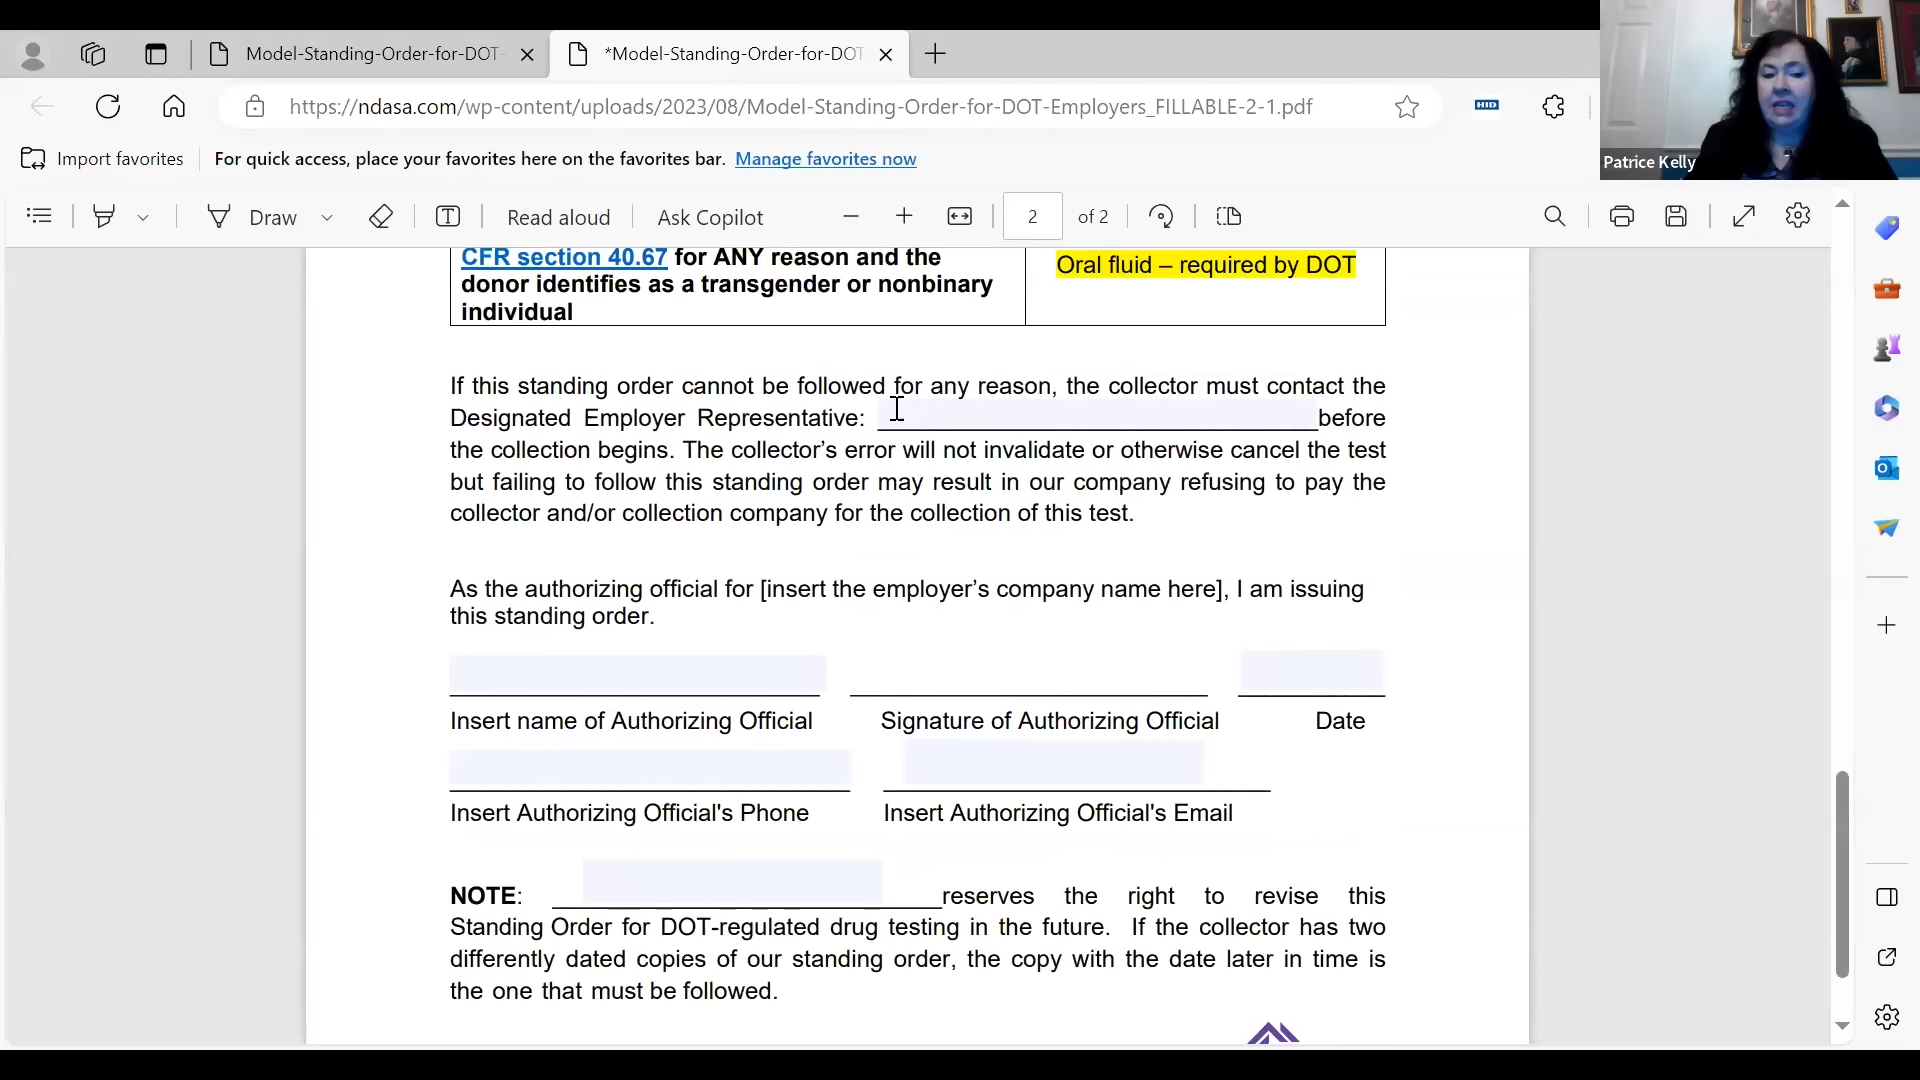 Model-Standing-Order-for-DOT-
*Model-Standing-Order-for-DOT
https://ndasa.com/wp-content/uploads/2023/08/Model-Standing-Order-for-DOT-Employers_FILLABLE-2-1.pdf
HID
Patrice Kelly
Import favorites
For quick access, place your favorites here on the favorites bar. Manage favorites now
Draw
T
Read aloud
Ask Copilot
2
of 2
CFR section 40.67 for ANY reason and the
donor identifies as a transgender or nonbinary
individual
Oral fluid – required by DOT
If this standing order cannot be followed for any reason, the collector must contact the
Designated Employer Representative: ________________________________before
the collection begins. The collector’s error will not invalidate or otherwise cancel the test
but failing to follow this standing order may result in our company refusing to pay the
collector and/or collection company for the collection of this test.
As the authorizing official for [insert the employer’s company name here], I am issuing
this standing order.
Insert name of Authorizing Official
Signature of Authorizing Official
Date
Insert Authorizing Official's Phone
Insert Authorizing Official's Email
NOTE: ____________________________reserves the right to revise this
Standing Order for DOT-regulated drug testing in the future. If the collector has two
differently dated copies of our standing order, the copy with the date later in time is
the one that must be followed.